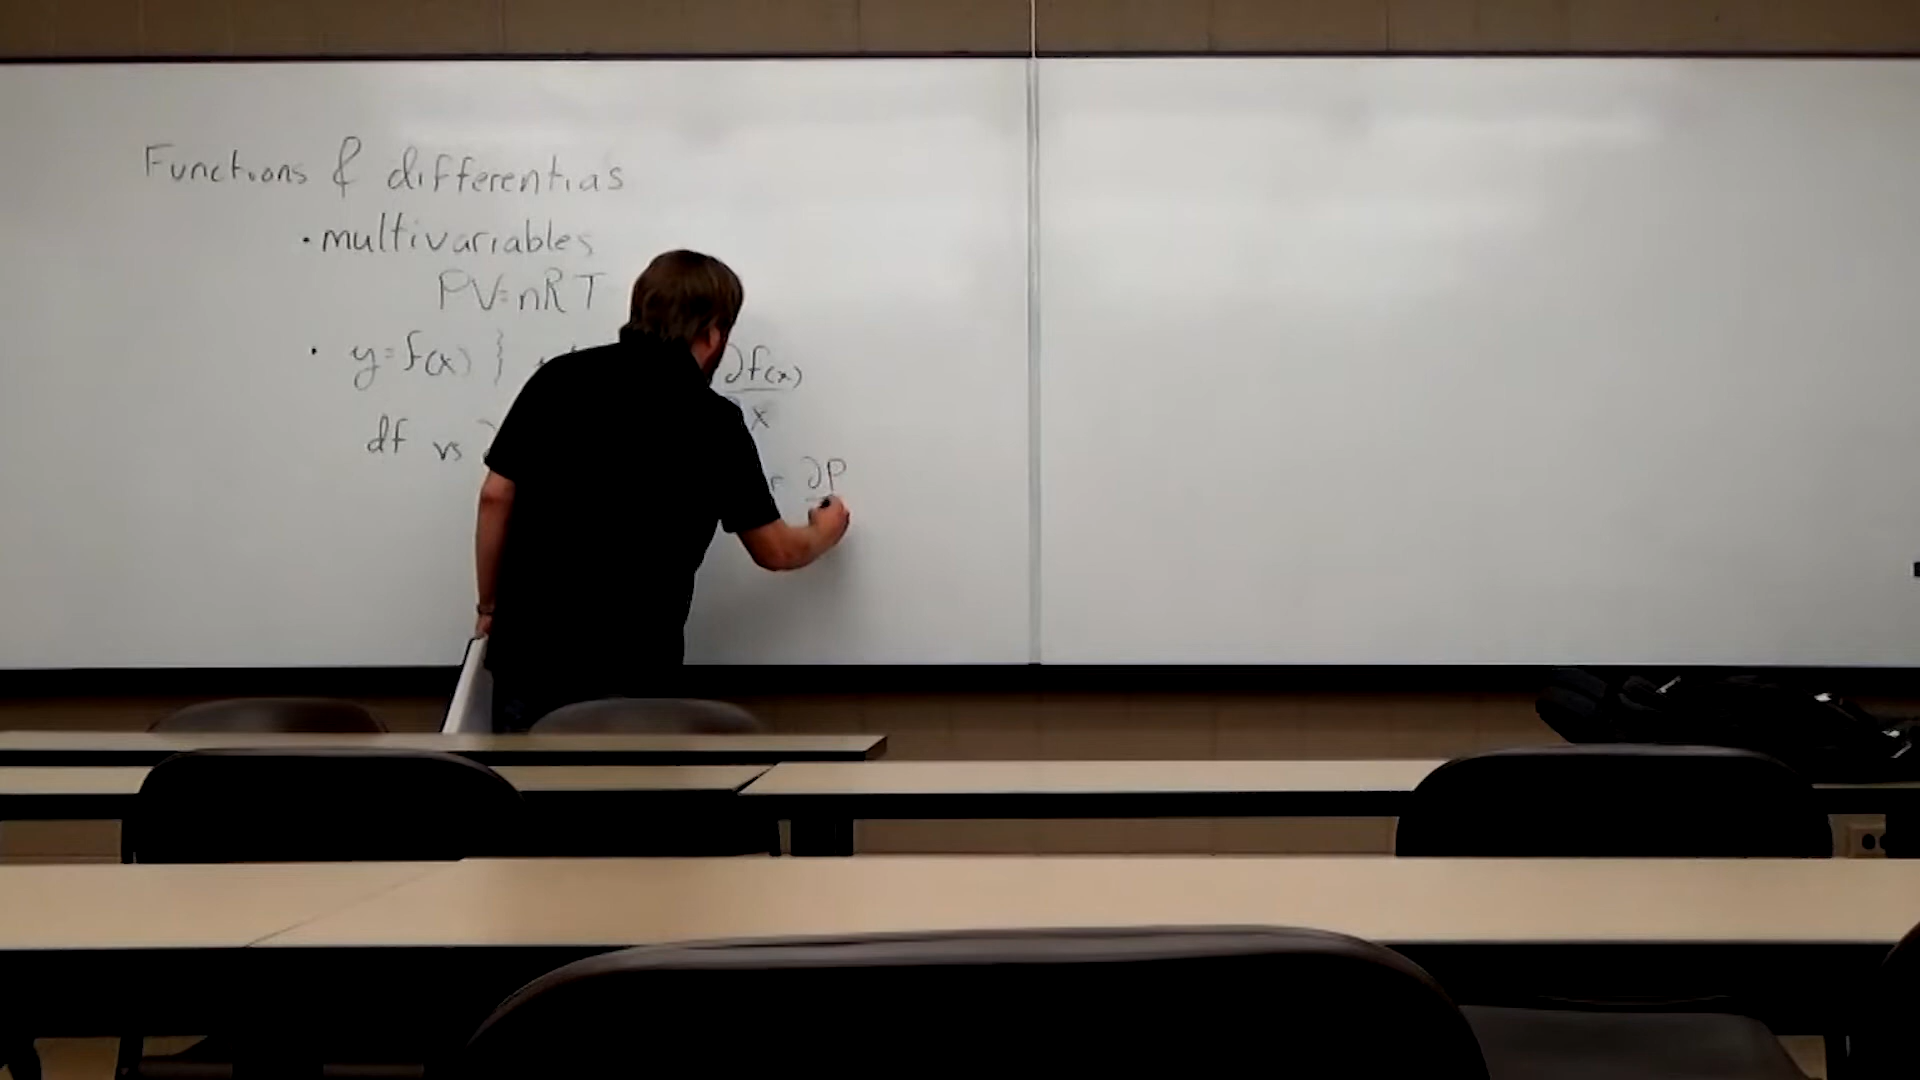 Functions & differentias
• multivariables
PV=nRT
• y=f(x) } ∂f(x)
x
df vs
∂P